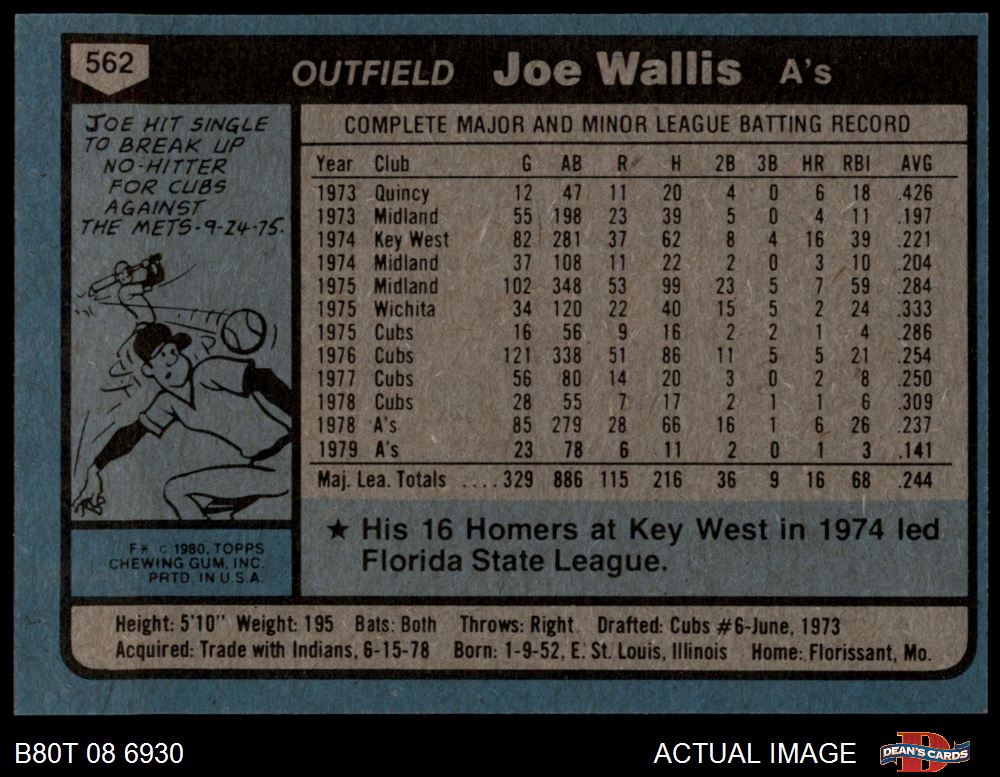 562
OUTFIELD Joe Wallis A's
JOE HIT SINGLE
TO BREAK UP
NO-HITTER
FOR CUBS
AGAINST
THE METS-9-24-75.
COMPLETE MAJOR AND MINOR LEAGUE BATTING RECORD
Year Club G AB R H 2B 3B HR RBI AVG
1973 Quincy 12 47 11 20 4 0 6 18 .426
1973 Midland 55 198 23 39 5 0 4 11 .197
1974 Key West 82 281 37 62 8 4 16 39 .221
1974 Midland 37 108 11 22 2 0 3 10 .204
1975 Midland 102 348 53 99 23 5 7 59 .284
1975 Wichita 34 120 22 40 15 5 2 24 .333
1975 Cubs 16 56 9 16 2 2 1 4 .286
1976 Cubs 121 338 51 86 11 5 5 21 .254
1977 Cubs 56 80 14 20 3 0 2 8 .250
1978 Cubs 28 55 7 17 2 1 1 6 .309
1978 A's 85 279 28 66 16 1 6 26 .237
1979 A's 23 78 6 11 2 0 1 3 .141
Maj. Lea. Totals ....329 886 115 216 36 9 16 68 .244
★ His 16 Homers at Key West in 1974 led
Florida State League.
F* © 1980, TOPPS
CHEWING GUM, INC.
PRTD. IN U.S.A.
Height: 5'10" Weight: 195 Bats: Both Throws: Right Drafted: Cubs #6-June, 1973
Acquired: Trade with Indians, 6-15-78 Born: 1-9-52, E. St. Louis, Illinois Home: Florissant, Mo.
B80T 08 6930
ACTUAL IMAGE
DEAN'S CARDS